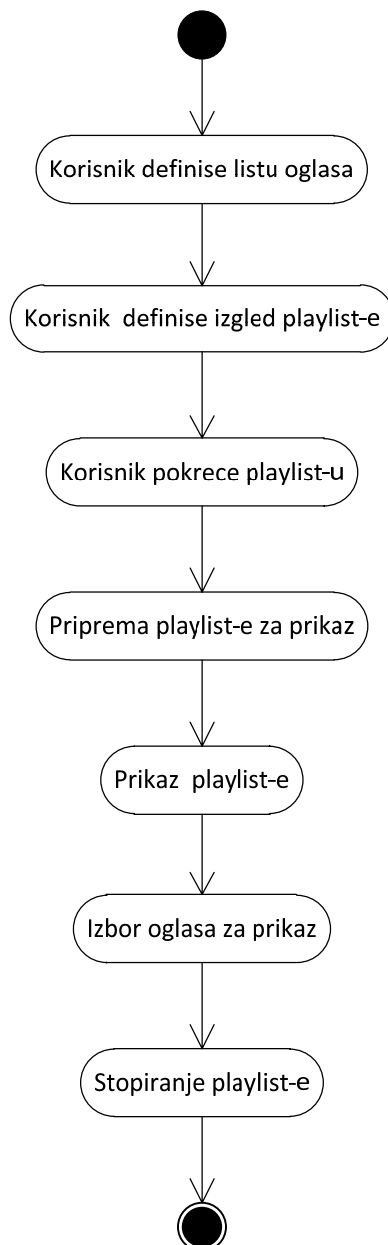 Korisnik definise listu oglasa
Korisnik  definise izgled playlist-e
Korisnik pokrece playlist-u
Priprema playlist-e za prikaz
Prikaz  playlist-e
Izbor oglasa za prikaz
Stopiranje playlist-e